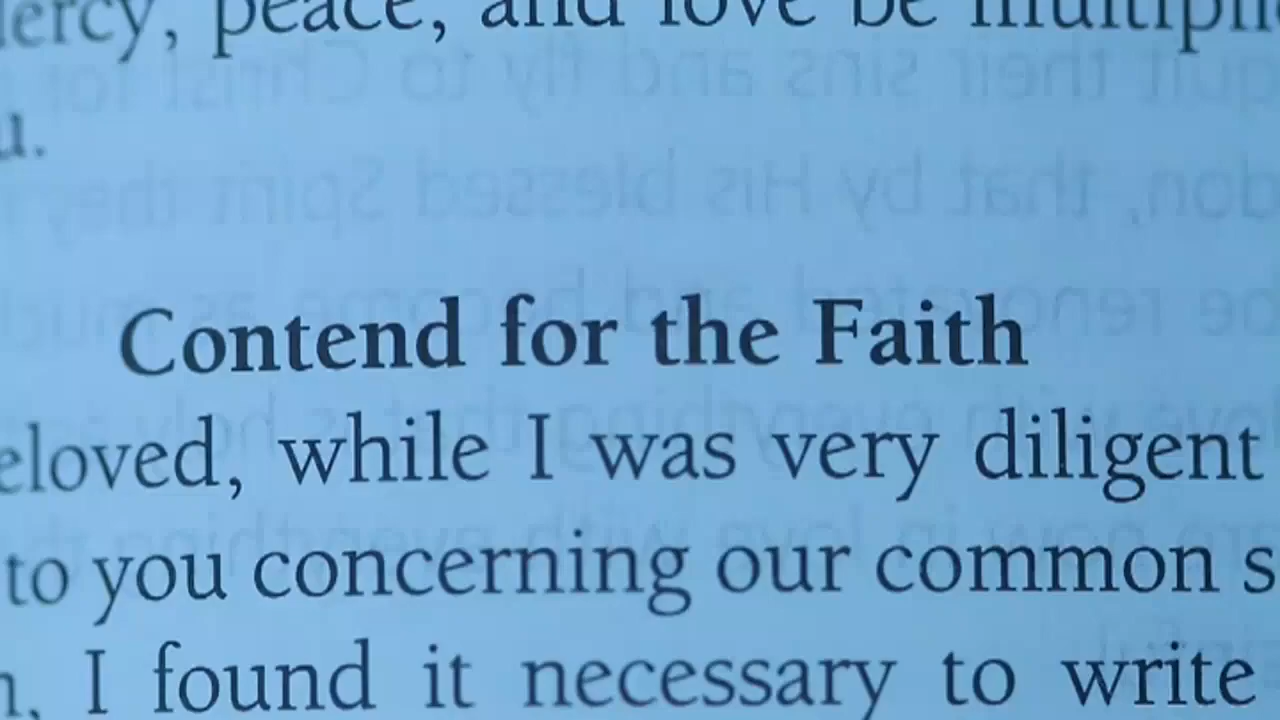 ercy, peace, and love be multiplie
u.
Contend for the Faith
eloved, while I was very diligent
to you concerning our common s
n, I found it necessary to write